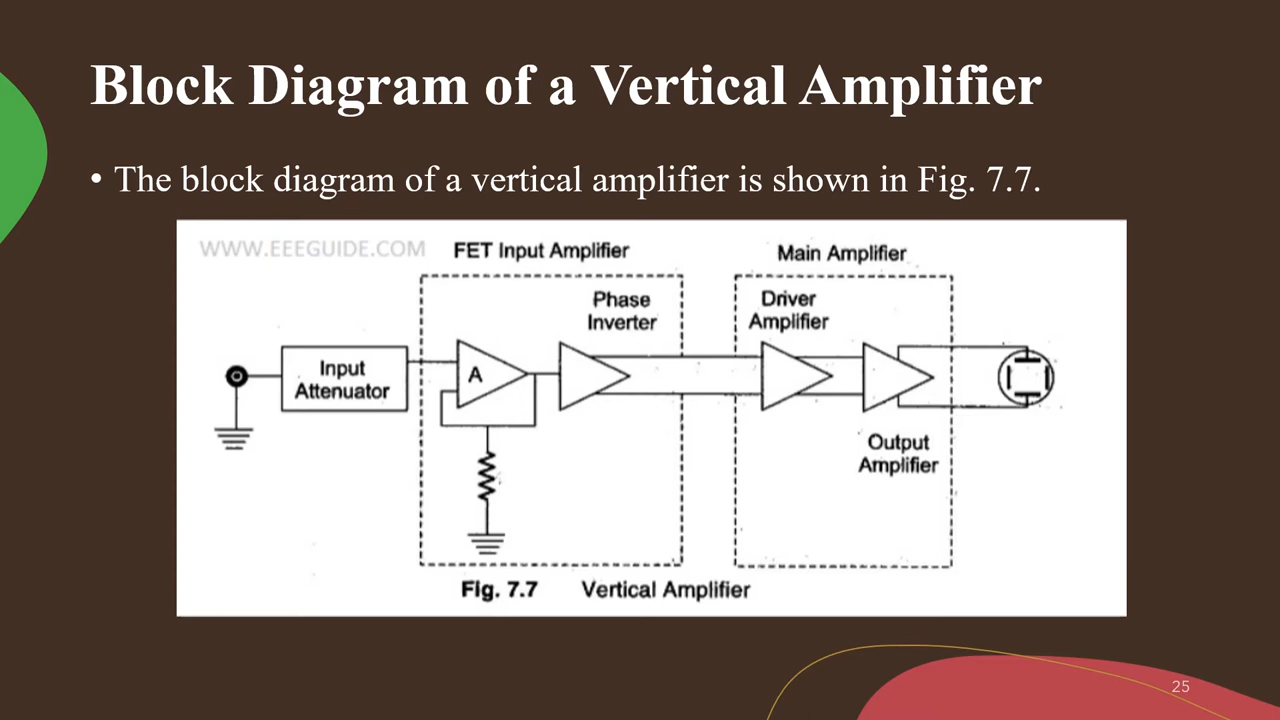 Block Diagram of a Vertical Amplifier
• The block diagram of a vertical amplifier is shown in Fig. 7.7.
WWW.EEEGUIDE.COM
FET Input Amplifier
Main Amplifier
Phase
Inverter
Driver
Amplifier
Input
Attenuator
A
Output
Amplifier
Fig. 7.7 Vertical Amplifier
25